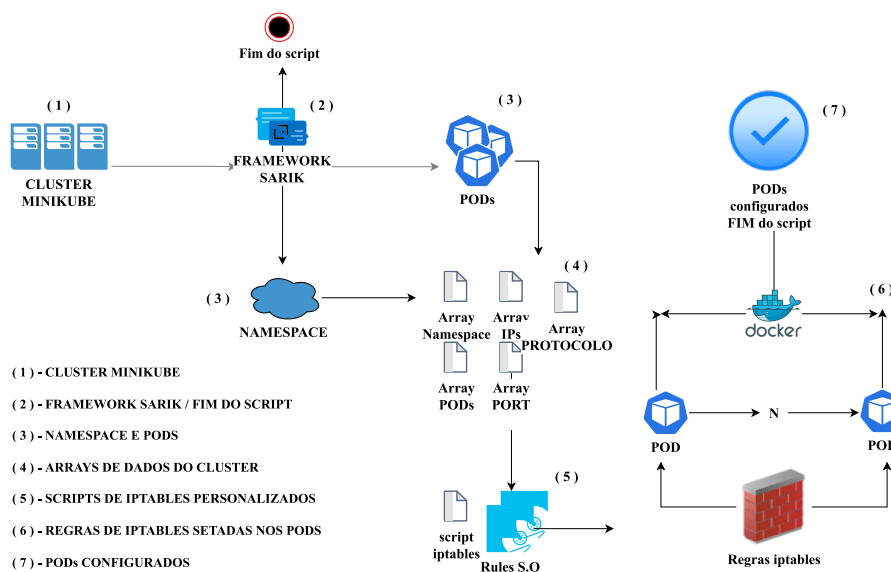 Fim do script
( 1 )
( 2 )
( 3 )
( 7 )
CLUSTER
MINIKUBE
FRAMEWORK
SARIK
PODs
PODs
configurados
FIM do script
( 3 )
NAMESPACE
( 4 )
Array
Namespace
Array
IPs
Array
PROTOCOLO
Array
PODs
Array
PORT
( 6 )
docker
POD
N
POD
( 1 ) - CLUSTER MINIKUBE
( 2 ) - FRAMEWORK SARIK / FIM DO SCRIPT
( 3 ) - NAMESPACE E PODS
( 4 ) - ARRAYS DE DADOS DO CLUSTER
( 5 ) - SCRIPTS DE IPTABLES PERSONALIZADOS
( 6 ) - REGRAS DE IPTABLES SETADAS NOS PODS
( 7 ) - PODs CONFIGURADOS
( 5 )
script
iptables
Rules S.O
Regras iptables